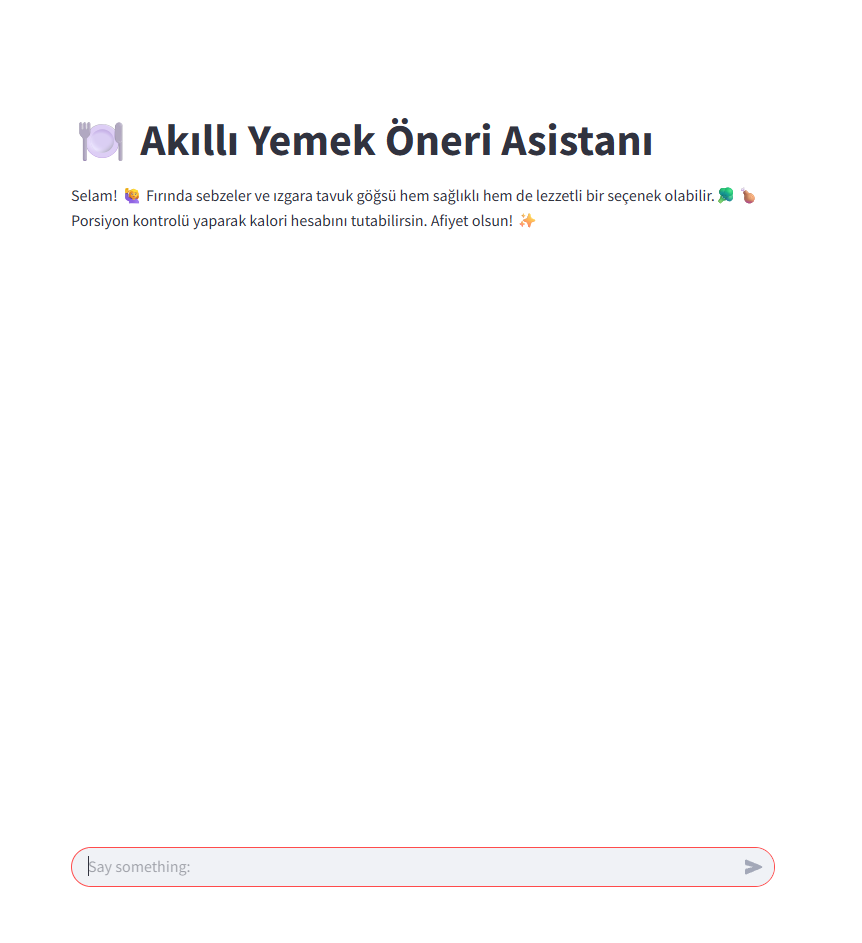 🍽️ Akıllı Yemek Öneri Asistanı
Selam! 🙋‍♀️ Fırında sebzeler ve ızgara tavuk göğsü hem sağlıklı hem de lezzetli bir seçenek olabilir. 🥦 🍗
Porsiyon kontrolü yaparak kalori hesabını tutabilirsin. Afiyet olsun! ✨
Say something: